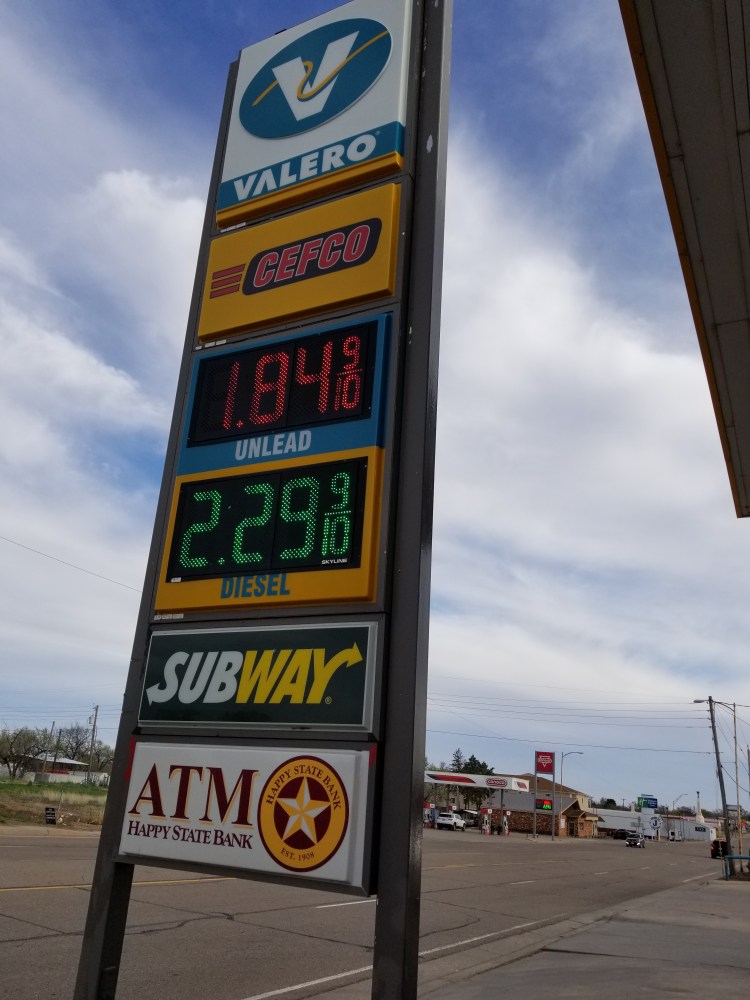 VALERO
CEFCO
1.84 9/10
UNLEAD
2.29 9/10
SKYLINE
DIESEL
SUBWAY
ATM
HAPPY STATE BANK
HAPPY STATE BANK
EST. 1908